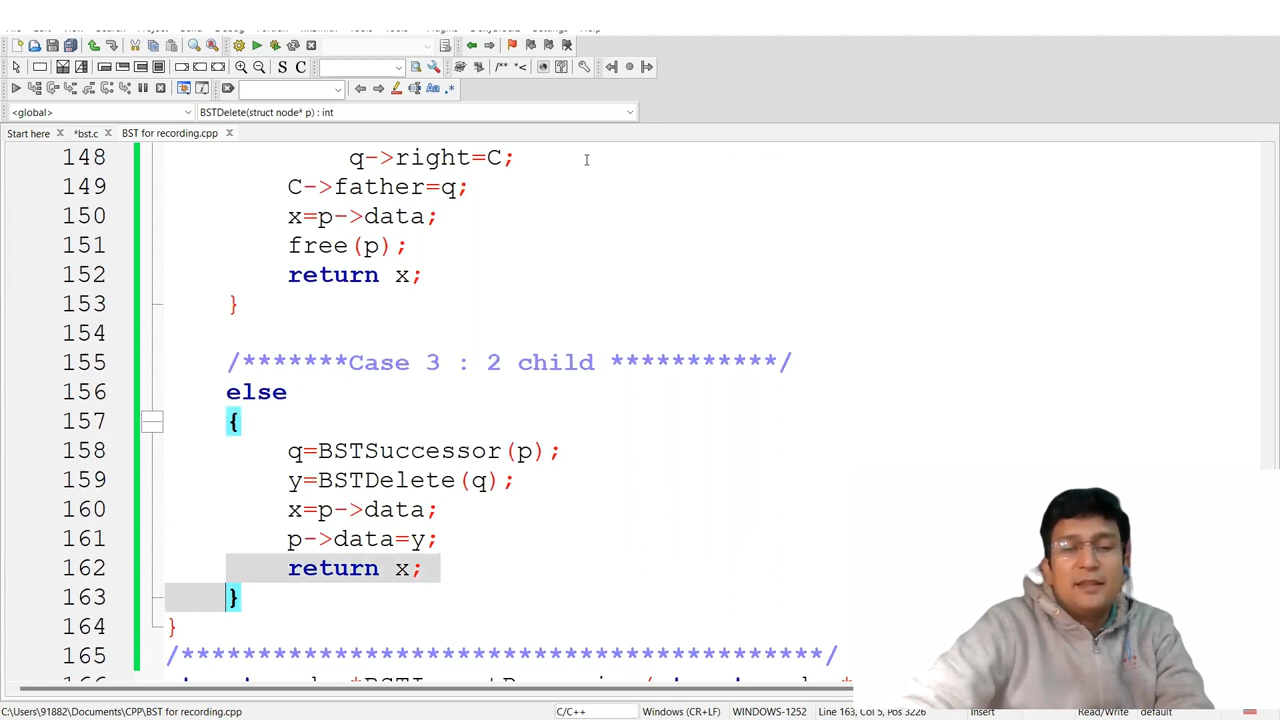 <global>
BSTDelete(struct node* p) : int
Start here
*bst.c
BST for recording.cpp
148 q->right=C;
149 C->father=q;
150 x=p->data;
151 free(p);
152 return x;
153 }
154
155 /*******Case 3 : 2 child ***********/
156 else
157 {
158 q=BSTSuccessor(p);
159 y=BSTDelete(q);
160 x=p->data;
161 p->data=y;
162 return x;
163 }
164 }
165 /******************************************/
C:\Users\91882\Documents\CPP\BST for recording.cpp
C/C++
Windows (CR+LF)
WINDOWS-1252
Line 163, Col 5, Pos 3226
Insert
Read/Write
default